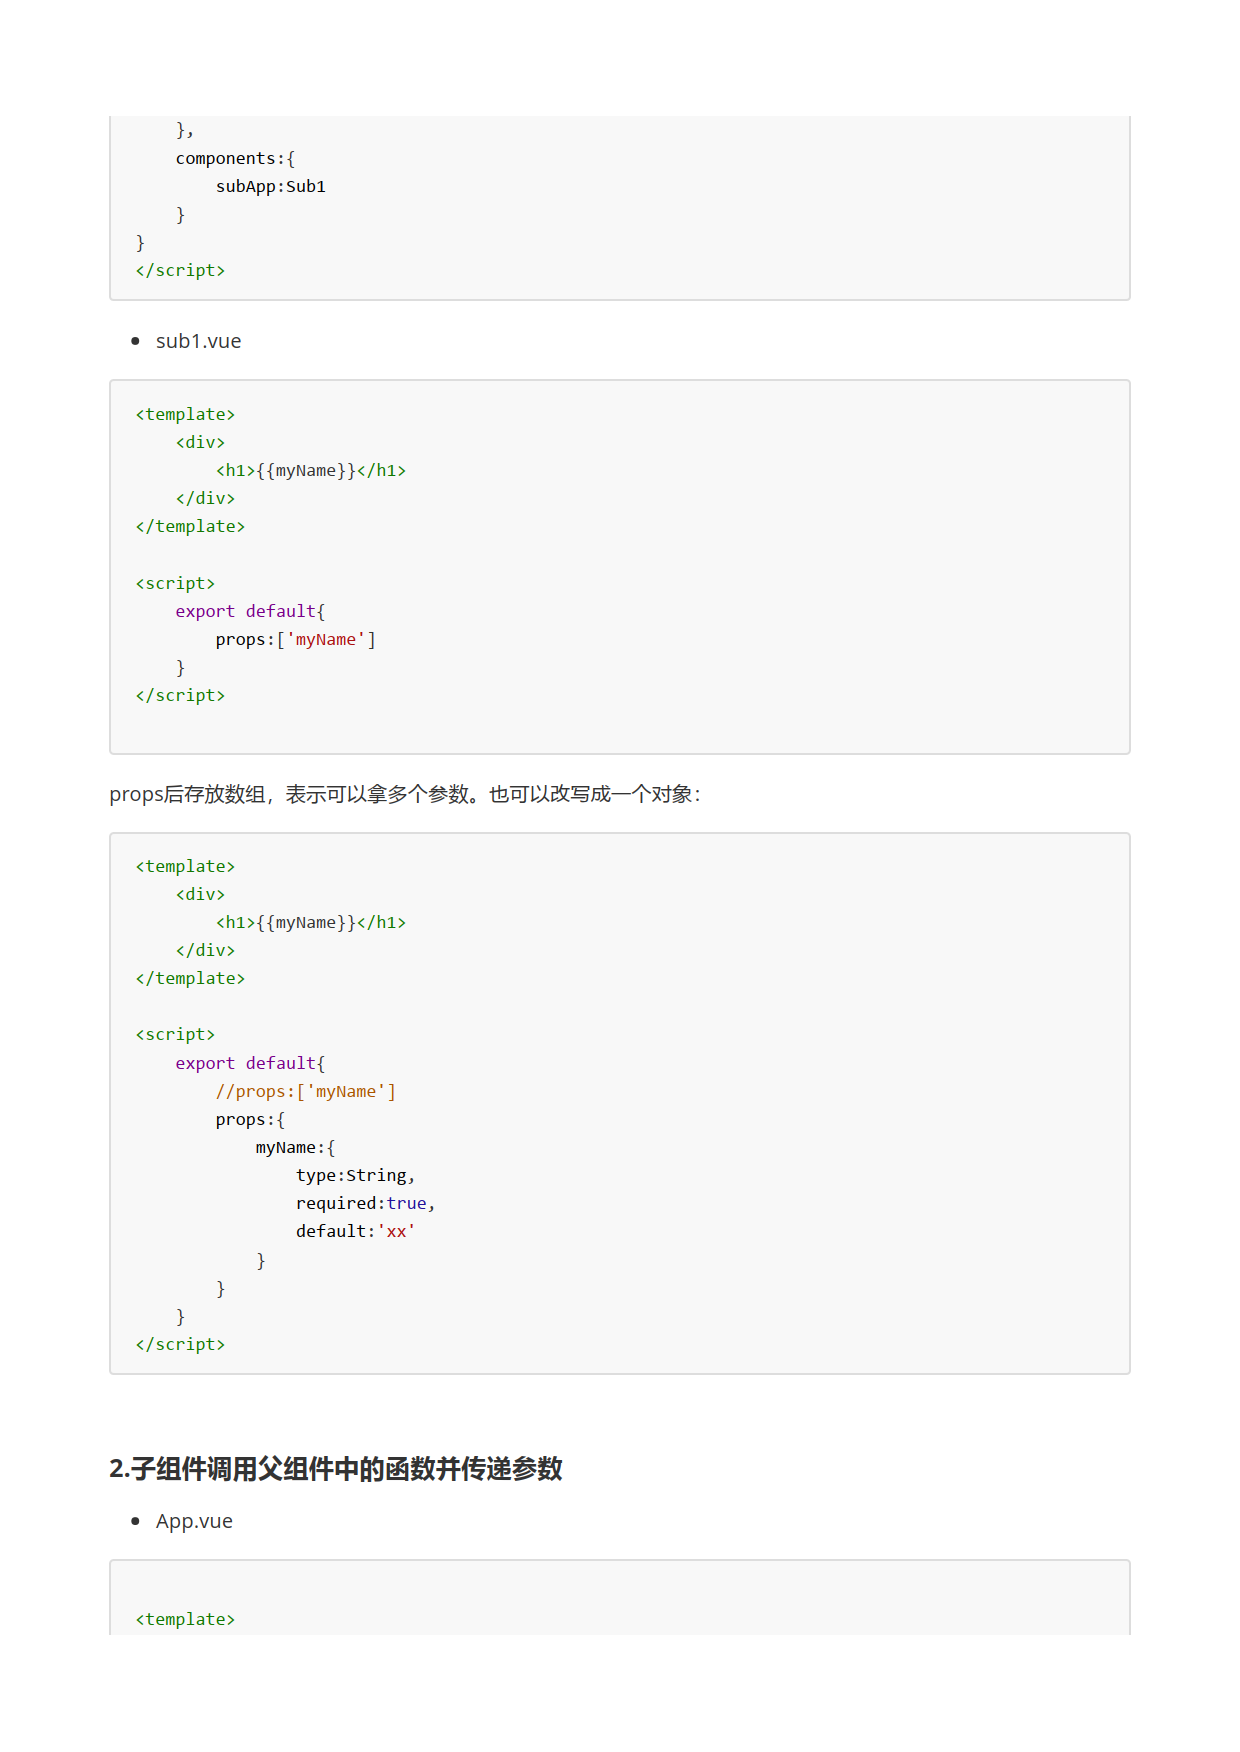 },
    components:{
        subApp:Sub1
    }
}
</script>
• sub1.vue
<template>
    <div>
        <h1>{{myName}}</h1>
    </div>
</template>
<script>
    export default{
        props:['myName']
    }
</script>
props后存放数组，表示可以拿多个参数。也可以改写成一个对象：
<template>
    <div>
        <h1>{{myName}}</h1>
    </div>
</template>
<script>
    export default{
        //props:['myName']
        props:{
            myName:{
                type:String,
                required:true,
                default:'xx'
            }
        }
    }
</script>
2.子组件调用父组件中的函数并传递参数
• App.vue
<template>